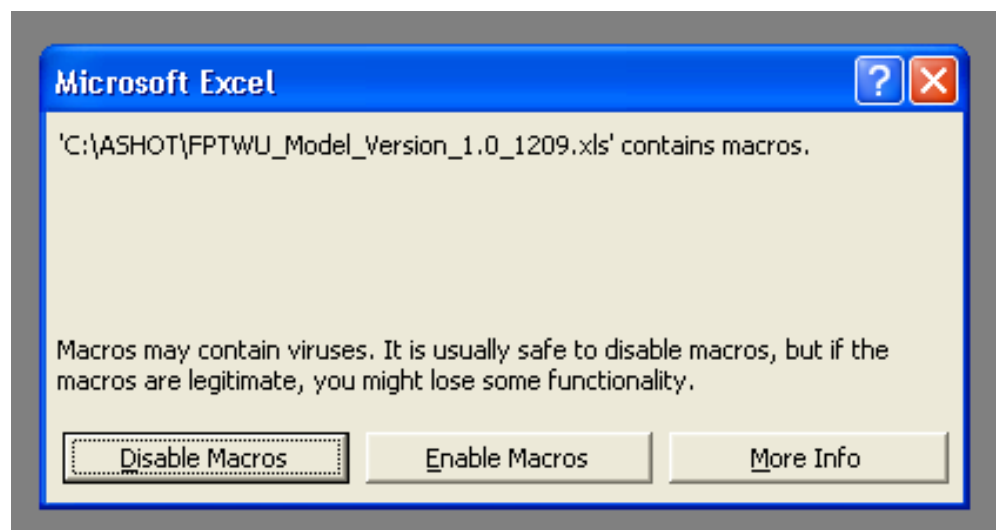 Microsoft Excel
'C:\ASHOT\FPTWU_Model_Version_1.0_1209.xls' contains macros.
Macros may contain viruses. It is usually safe to disable macros, but if the
macros are legitimate, you might lose some functionality.
Disable Macros Enable Macros More Info